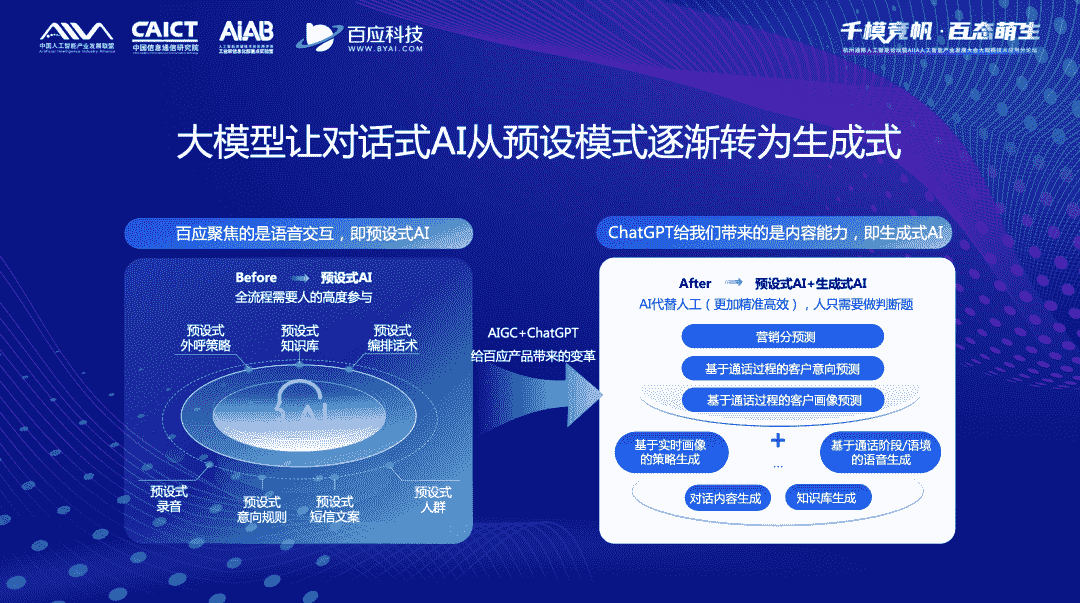 中国人工智能产业发展联盟
Artificial Intelligence Industry Alliance
CAICT
中国信息通信研究院
AIAB
百应科技
WWW.BYAI.COM
千模竞帆·百态萌生
大模型让对话式AI从预设模式逐渐转为生成式
百应聚焦的是语音交互，即预设式AI
Before
预设式AI
全流程需要人的高度参与
预设式
外呼策略
预设式
知识库
预设式
编排话术
AI
预设式
录音
预设式
意向规则
预设式
短信文案
预设式
人群
AIGC+ChatGPT
给百应产品带来的变革
ChatGPT给我们带来的是内容能力，即生成式AI
After
预设式AI+生成式AI
AI代替人工（更加精准高效），人只需要做判断题
营销分预测
基于通话过程的客户意向预测
基于通话过程的客户画像预测
基于实时画像
的策略生成
+
...
基于通话阶段/语境
的语音生成
对话内容生成
知识库生成